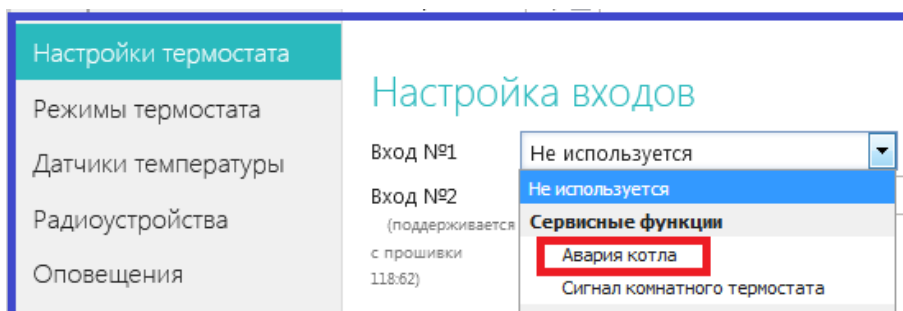 Настройки термостата
Режимы термостата
Датчики температуры
Радиоустройства
Оповещения
Настройка входов
Вход №1
Не используется
Вход №2
(поддерживается
с прошивки
118:62)
Не используется
Сервисные функции
Авария котла
Сигнал комнатного термостата